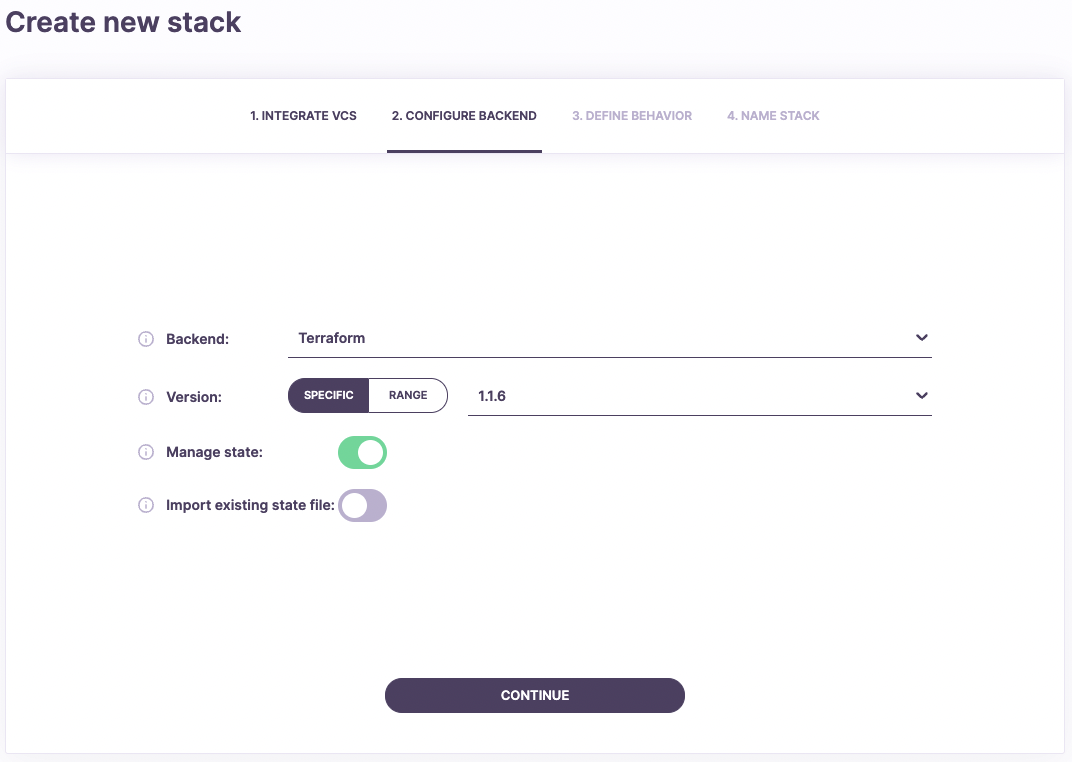 Create new stack
1. INTEGRATE VCS 2. CONFIGURE BACKEND 3. DEFINE BEHAVIOR 4. NAME STACK
Backend: Terraform
Version: SPECIFIC RANGE 1.1.6
Manage state:
Import existing state file:
CONTINUE